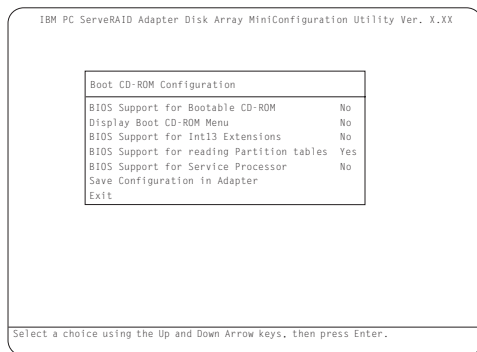 IBM PC ServeRAID Adapter Disk Array MiniConfiguration Utility Ver. X.XX
Boot CD-ROM Configuration
BIOS Support for Bootable CD-ROM No
Display Boot CD-ROM Menu No
BIOS Support for Int13 Extensions No
BIOS Support for reading Partition tables Yes
BIOS Support for Service Processor No
Save Configuration in Adapter
Exit
Select a choice using the Up and Down Arrow keys, then press Enter.